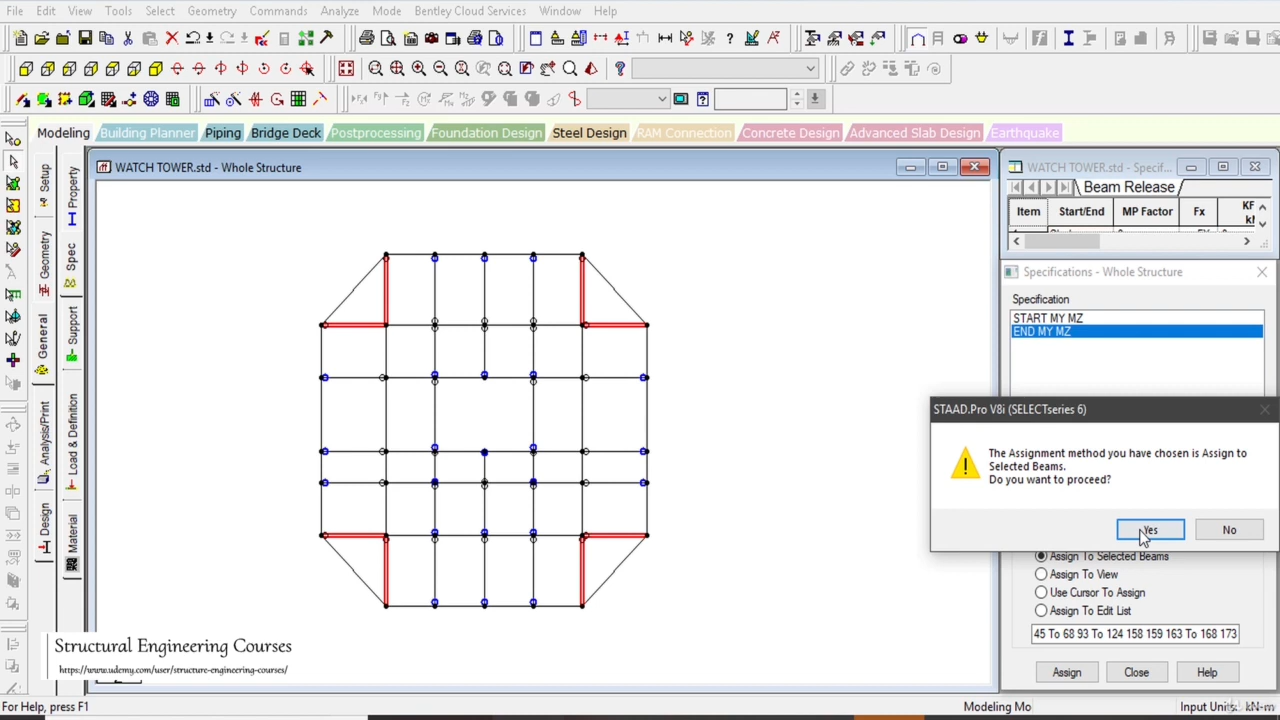 File Edit View Tools Select Geometry Commands Analyze Mode Bentley Cloud Services Window Help
Modeling Building Planner Piping Bridge Deck Postprocessing Foundation Design Steel Design RAM Connection Concrete Design Advanced Slab Design Earthquake
WATCH TOWER.std - Whole Structure
WATCH TOWER.std - Specif...
Beam Release
Item Start/End MP Factor Fx Fy
Setup
Geometry
General
Analysis/Print
Design
Property
Spec
Support
Load & Definition
Material
Specifications - Whole Structure
Specification
START MY MZ
END MY MZ
STAAD.Pro V8i (SELECTseries 6)
The Assignment method you have chosen is Assign to
Selected Beams.
Do you want to proceed?
Yes No
Assign To Selected Beams
Assign To View
Use Cursor To Assign
Assign To Edit List
45 To 68 93 To 124 158 159 163 To 168 173
Assign Close Help
Structural Engineering Courses
https://www.udemy.com/user/structure-engineering-courses/
For Help, press F1
Modeling Mo
Input Units: kN-m